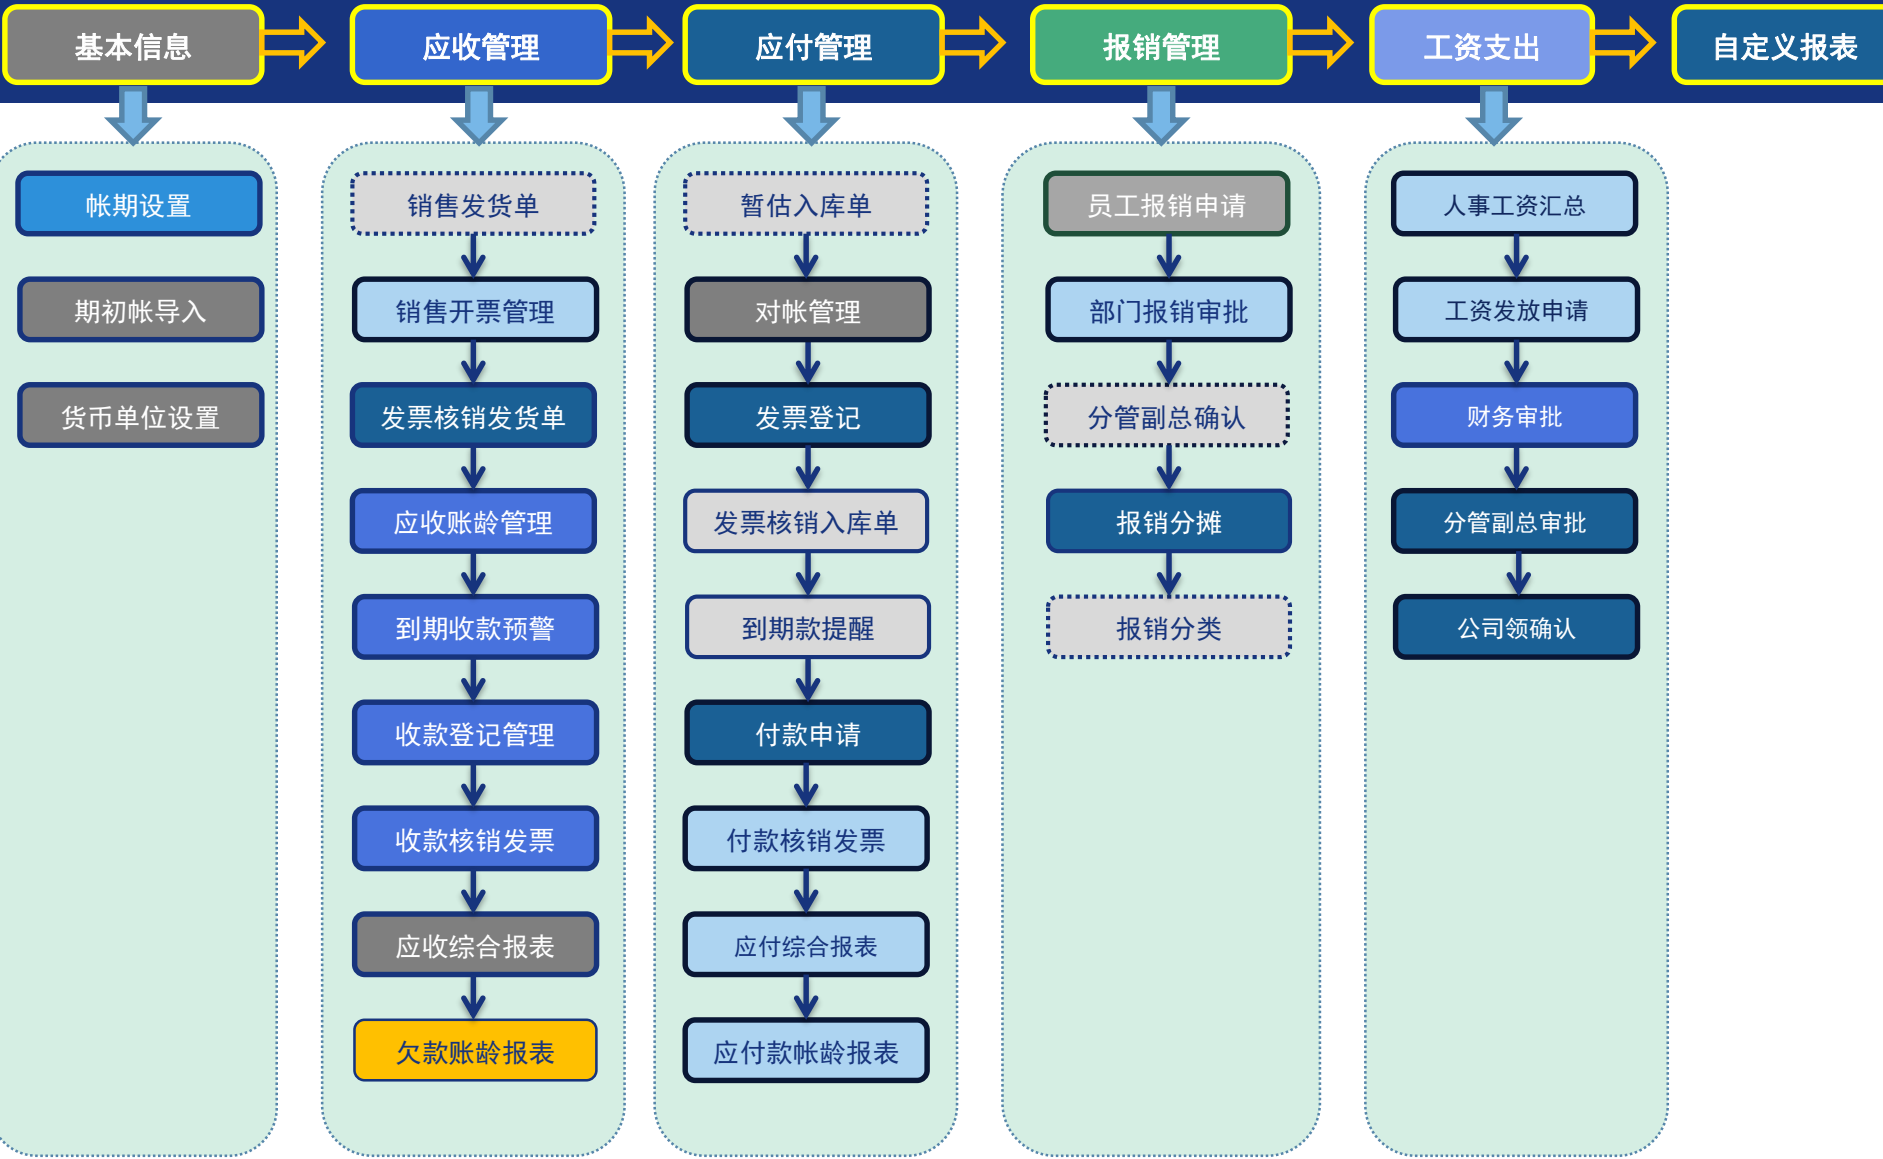 基本信息
应收管理
应付管理
报销管理
工资支出
自定义报表
帐期设置
期初帐导入
货币单位设置
销售发货单
销售开票管理
发票核销发货单
应收账龄管理
到期收款预警
收款登记管理
收款核销发票
应收综合报表
欠款账龄报表
暂估入库单
对帐管理
发票登记
发票核销入库单
到期款提醒
付款申请
付款核销发票
应付综合报表
应付款帐龄报表
员工报销申请
部门报销审批
分管副总确认
报销分摊
报销分类
人事工资汇总
工资发放申请
财务审批
分管副总审批
公司领确认